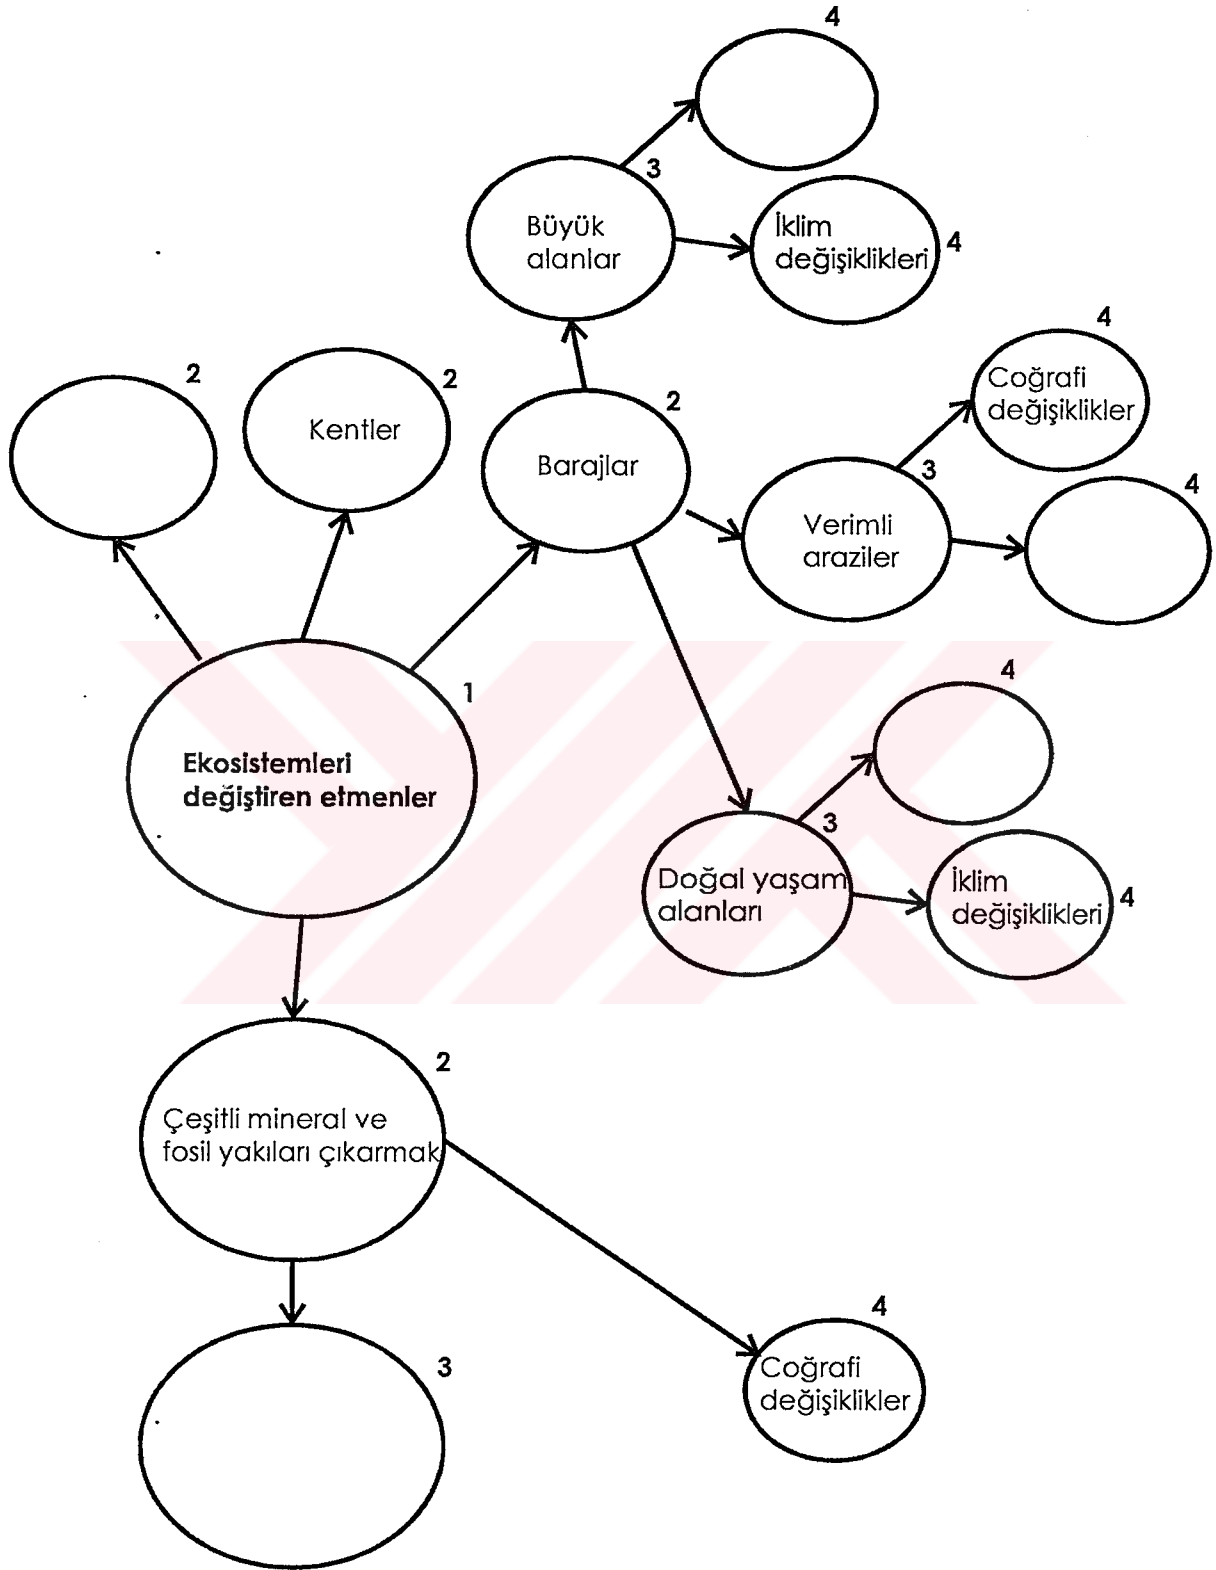 4
3
Büyük
alanlar
İklim
değişiklikleri
4
4
Coğrafi
değişiklikler
2
2
Kentler
2
Barajlar
3
Verimli
araziler
4
4
1
Ekosistemleri
değiştiren etmenler
3
Doğal yaşam
alanları
İklim
değişiklikleri
4
2
Çeşitli mineral ve
fosil yakıları çıkarmak
4
Coğrafi
değişiklikler
3